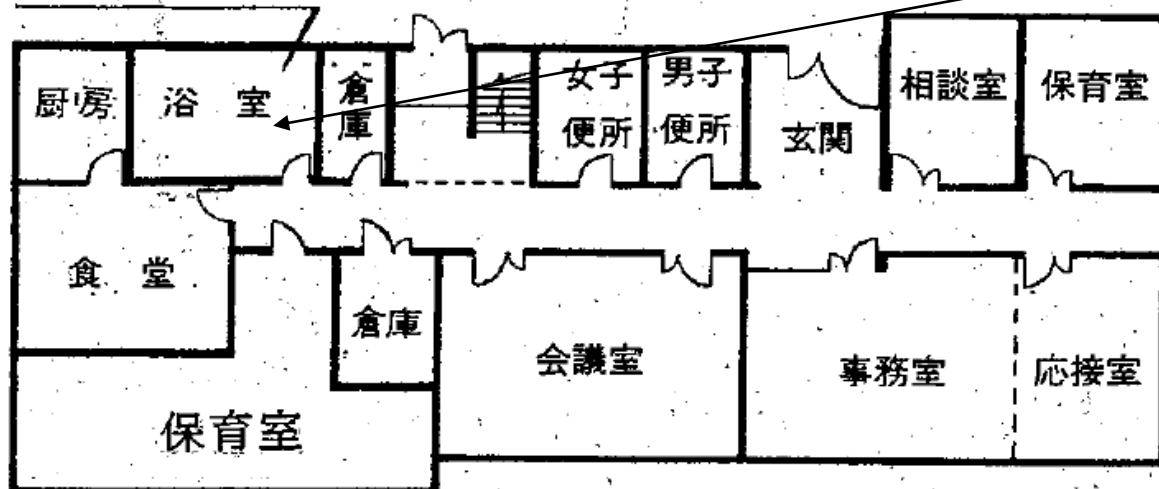 厨房
浴 室
倉庫
女子便所
男子便所
玄関
相談室
保育室
食 堂
倉庫
会議室
事務室
応接室
保育室